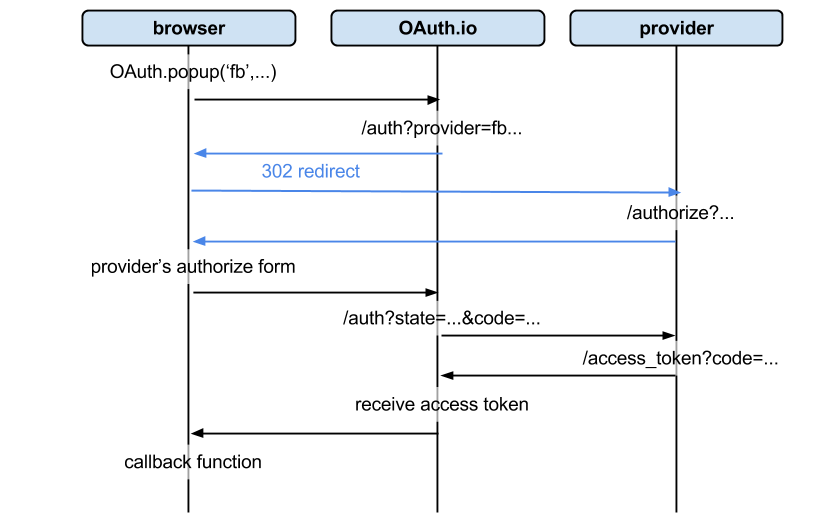 browser
OAuth.io
provider
OAuth.popup(‘fb’,...)
/auth?provider=fb...
302 redirect
/authorize?...
provider’s authorize form
/auth?state=...&code=...
/access_token?code=...
receive access token
callback function